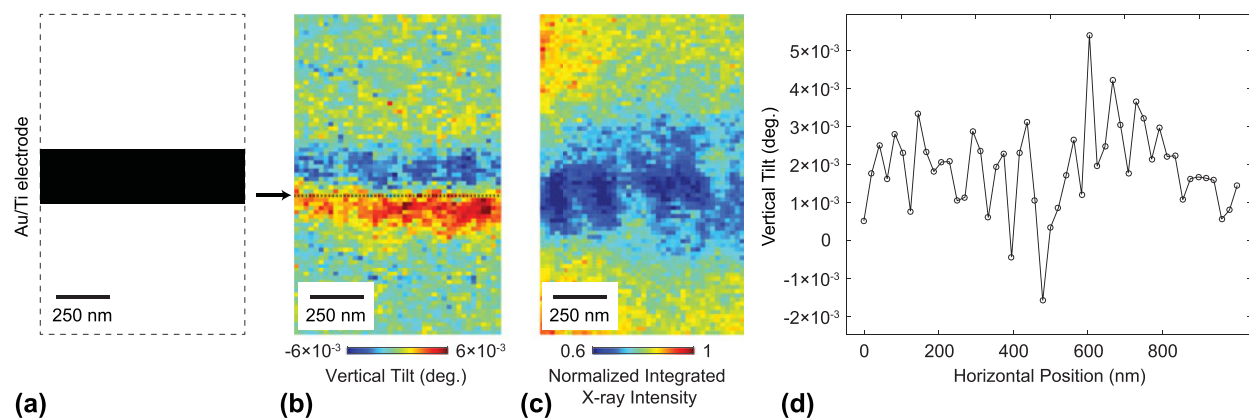 Au/Ti electrode
250 nm
(a)
250 nm
-6×10⁻³ 6×10⁻³
Vertical Tilt (deg.)
(b)
250 nm
0.6 1
Normalized Integrated
X-ray Intensity
(c)
Vertical Tilt (deg.)
5×10⁻³
4×10⁻³
3×10⁻³
2×10⁻³
1×10⁻³
0
-1×10⁻³
-2×10⁻³
0 200 400 600 800
Horizontal Position (nm)
(d)